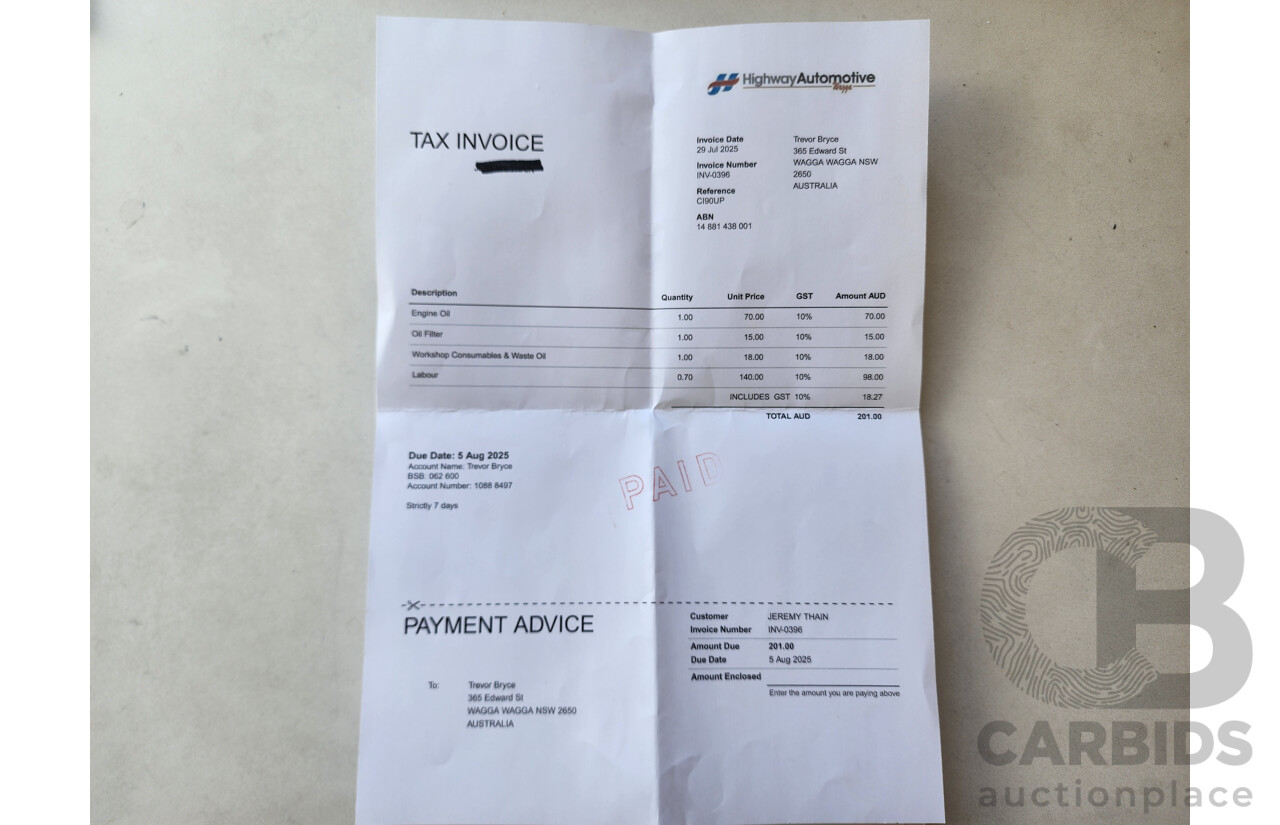 HighwayAutomotive
Wagga
TAX INVOICE
Invoice Date
29 Jul 2025
Invoice Number
INV-0396
Reference
CI90UP
ABN
14 881 438 001
Trevor Bryce
365 Edward St
WAGGA WAGGA NSW
2650
AUSTRALIA
Description Quantity Unit Price GST Amount AUD
Engine Oil 1.00 70.00 10% 70.00
Oil Filter 1.00 15.00 10% 15.00
Workshop Consumables & Waste Oil 1.00 18.00 10% 18.00
Labour 0.70 140.00 10% 98.00
INCLUDES GST 10% 18.27
TOTAL AUD 201.00
Due Date: 5 Aug 2025
Account Name: Trevor Bryce
BSB: 062 600
Account Number: 1088 8497
Strictly 7 days
PAID
PAYMENT ADVICE
To: Trevor Bryce
365 Edward St
WAGGA WAGGA NSW 2650
AUSTRALIA
Customer JEREMY THAIN
Invoice Number INV-0396
Amount Due 201.00
Due Date 5 Aug 2025
Amount Enclosed
Enter the amount you are paying above
CB
CARBIDS
auctionplace